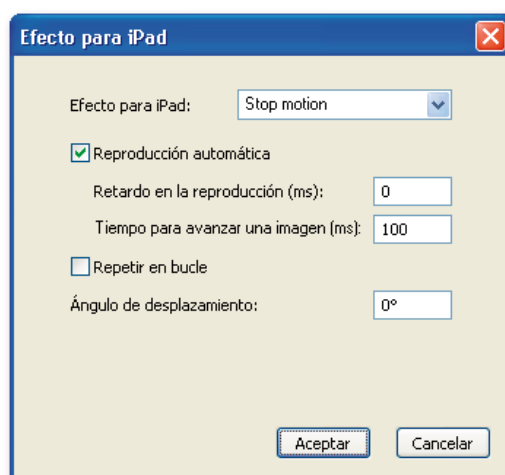 Efecto para iPad
Efecto para iPad: Stop motion
Reproducción automática
Retardo en la reproducción (ms): 0
Tiempo para avanzar una imagen (ms): 100
Repetir en bucle
Ángulo de desplazamiento: 0°
Aceptar Cancelar